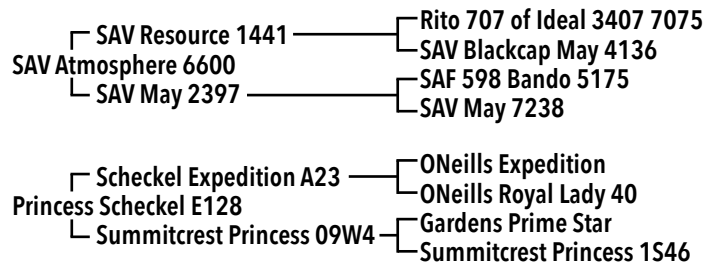 Rito 707 of Ideal 3407 7075
SAV Resource 1441
SAV Blackcap May 4136
SAV Atmosphere 6600
SAF 598 Bando 5175
SAV May 2397
SAV May 7238
ONeills Expedition
Scheckel Expedition A23
ONeills Royal Lady 40
Princess Scheckel E128
Gardens Prime Star
Summitcrest Princess 09W4
Summitcrest Princess 1S46